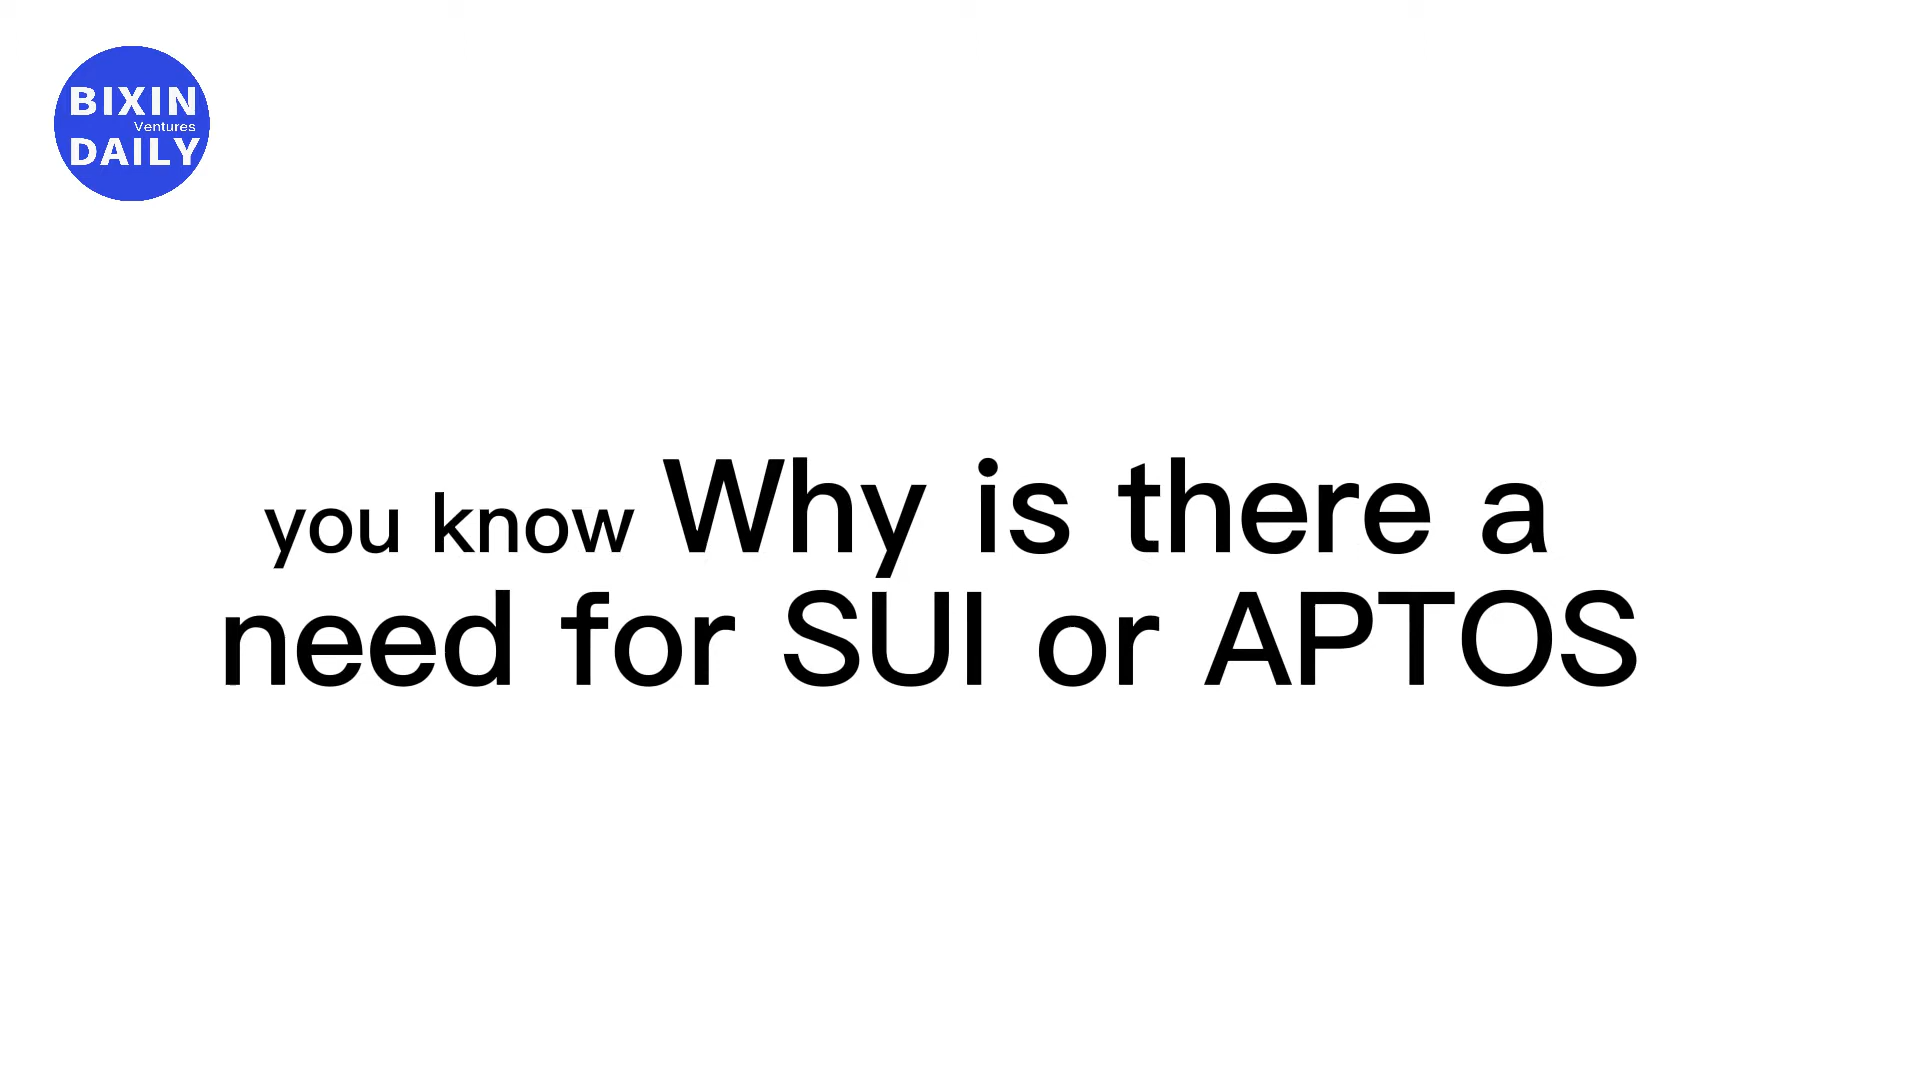 BIXIN
Ventures
DAILY
you know Why is there a
need for SUI or APTOS